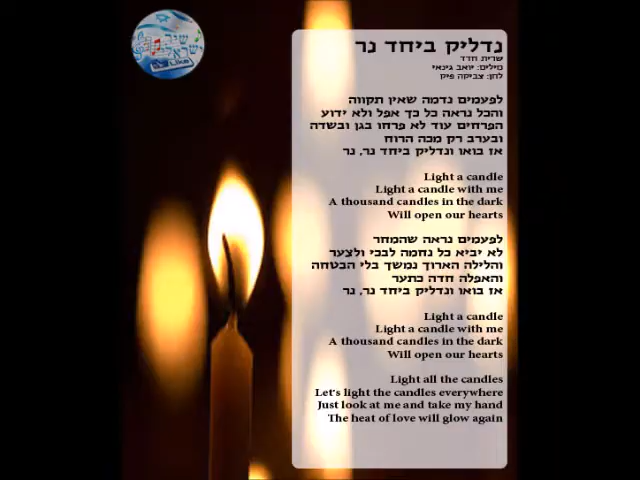 שיר
ישראלי
Like
נדליק ביחד נר
שרית חדד
מילים: יואב גינאי
לחן: צביקה פיק
לפעמים נדמה שאין תקווה
והכל נראה כל כך אפל ולא ידוע
הפרחים עוד לא פרחו בגן ובשדה
ובערב רק מכה הרוח
אז בואו ונדליק ביחד נר, נר
Light a candle
Light a candle with me
A thousand candles in the dark
Will open our hearts
לפעמים נראה שהמחר
לא יביא כל נחמה לבכי ולצער
והלילה הארוך נמשך בלי הבטחה
והאפלה חדה כתער
אז בואו ונדליק ביחד נר, נר
Light a candle
Light a candle with me
A thousand candles in the dark
Will open our hearts
Light all the candles
Let's light the candles everywhere
Just look at me and take my hand
The heat of love will glow again